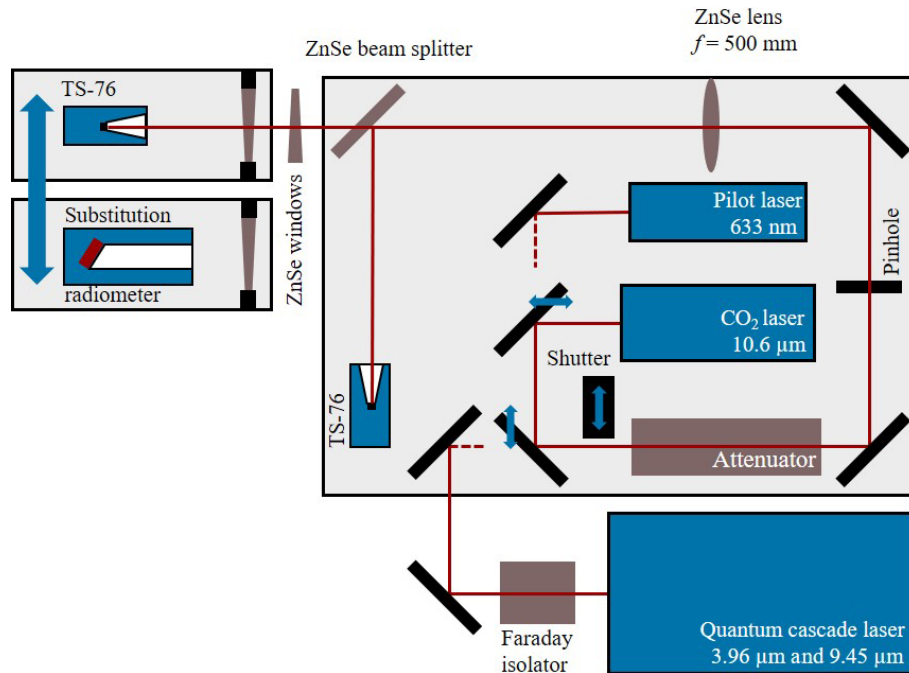 ZnSe lens
f = 500 mm
ZnSe beam splitter
TS-76
ZnSe windows
Substitution
radiometer
Pilot laser
633 nm
Pinhole
CO₂ laser
10.6 µm
Shutter
TS-76
Attenuator
Faraday
isolator
Quantum cascade laser
3.96 µm and 9.45 µm